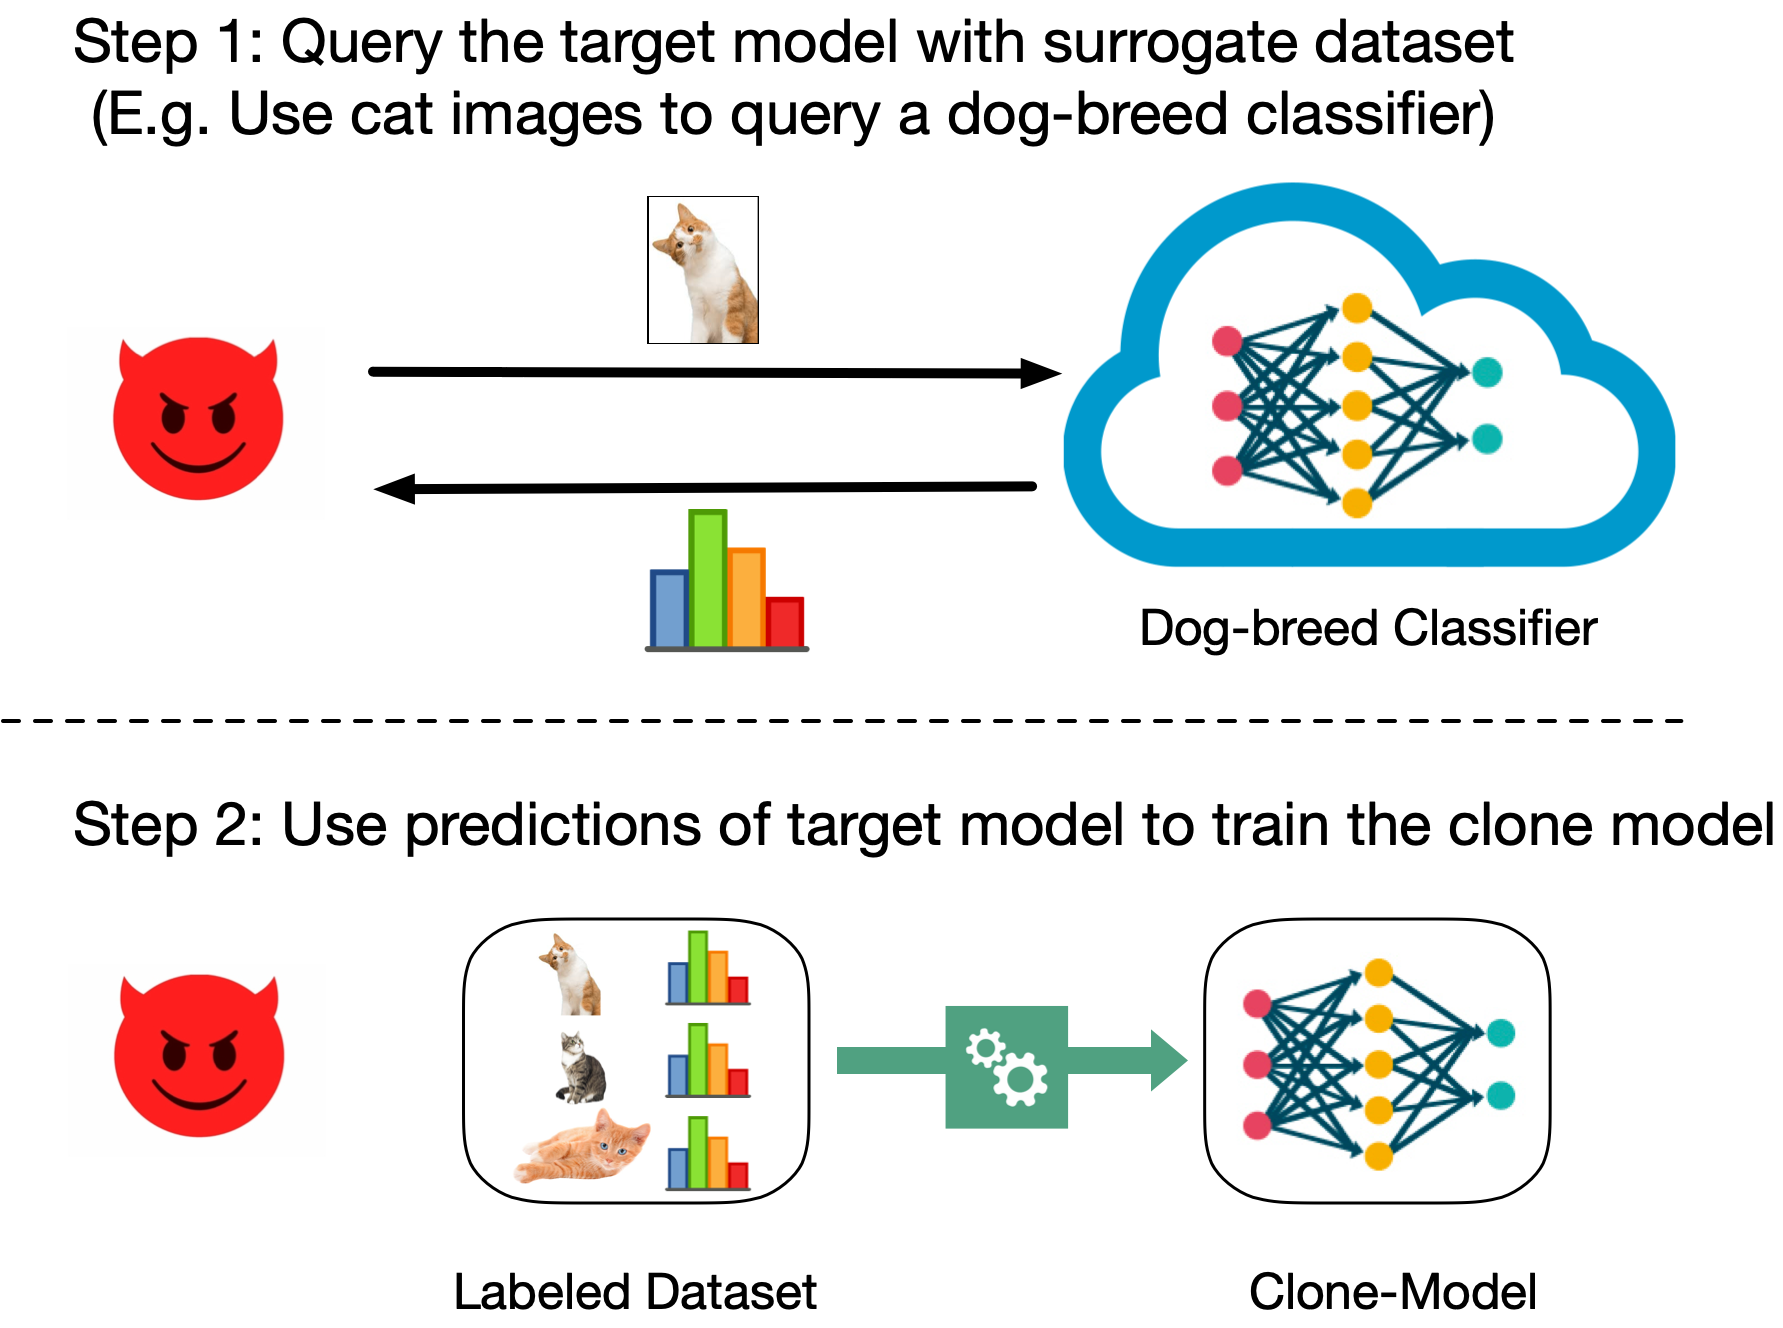 Step 1: Query the target model with surrogate dataset
(E.g. Use cat images to query a dog-breed classifier)
Dog-breed Classifier
Step 2: Use predictions of target model to train the clone model
Labeled Dataset
Clone-Model